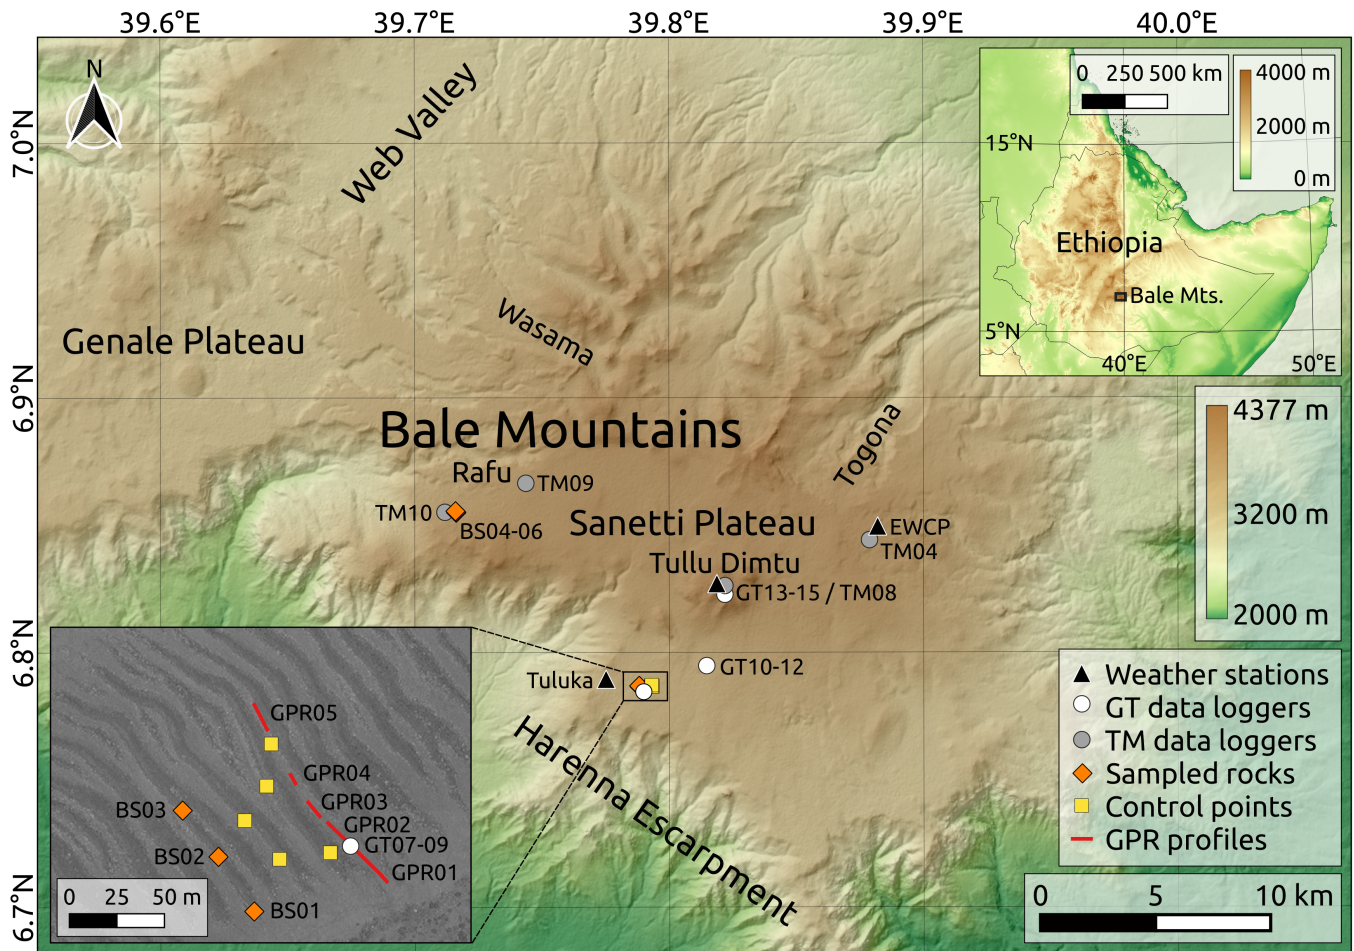 39.6°E 39.7°E 39.8°E 39.9°E 40.0°E
N
7.0°N
6.9°N
6.8°N
6.7°N
Web Valley
Wasama
Genale Plateau
Bale Mountains
Togona
Rafu
TM09
TM10
BS04-06
Sanetti Plateau
EWCP
TM04
Tullu Dimtu
GT13-15 / TM08
GT10-12
Tuluka
Harenna Escarpment
0 250 500 km
4000 m
2000 m
0 m
15°N
Ethiopia
Bale Mts.
5°N
40°E
50°E
4377 m
3200 m
2000 m
Weather stations
GT data loggers
TM data loggers
Sampled rocks
Control points
GPR profiles
0 5 10 km
GPR05
GPR04
GPR03
GPR02
GT07-09
GPR01
BS03
BS02
BS01
0 25 50 m